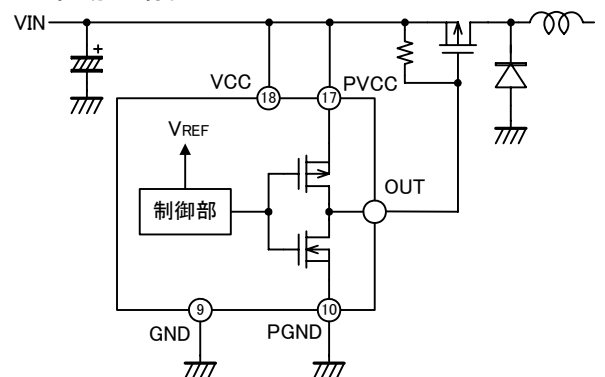 VIN
+
VCC
18
17
PVCC
VREF
OUT
制御部
9
10
GND
PGND